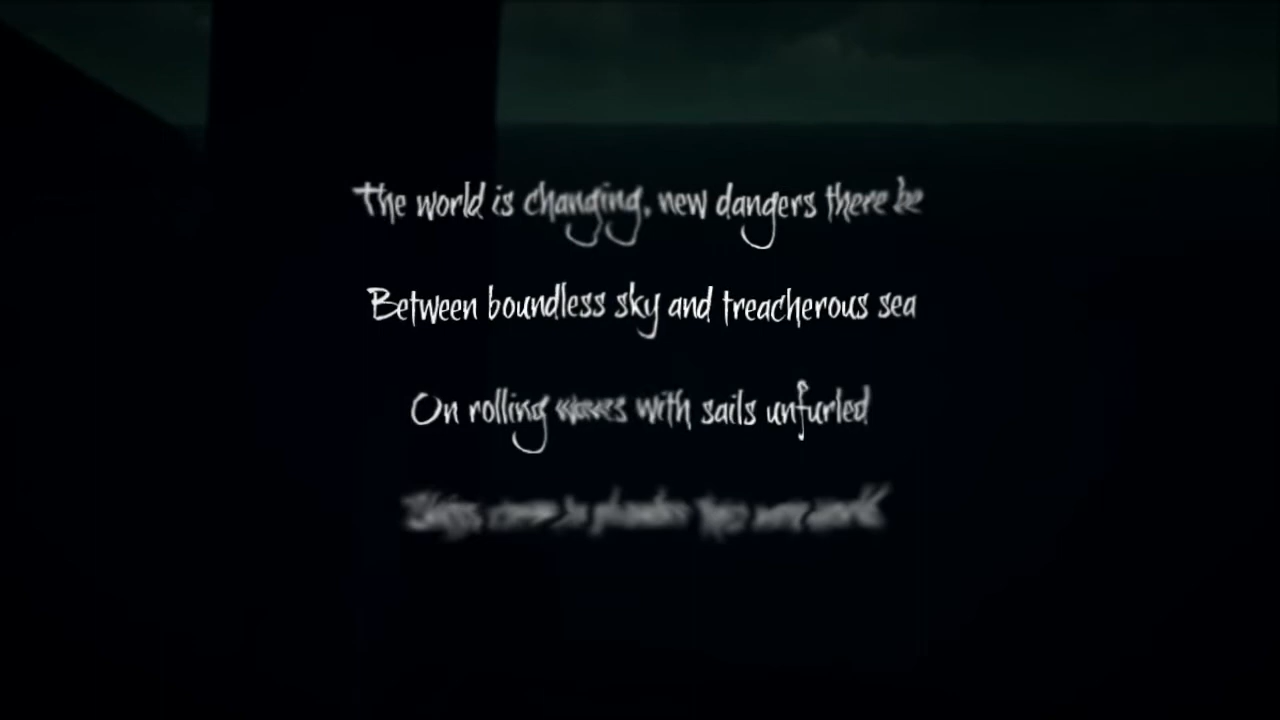 The world is changing, new dangers there be
Between boundless sky and treacherous sea
On rolling waves with sails unfurled